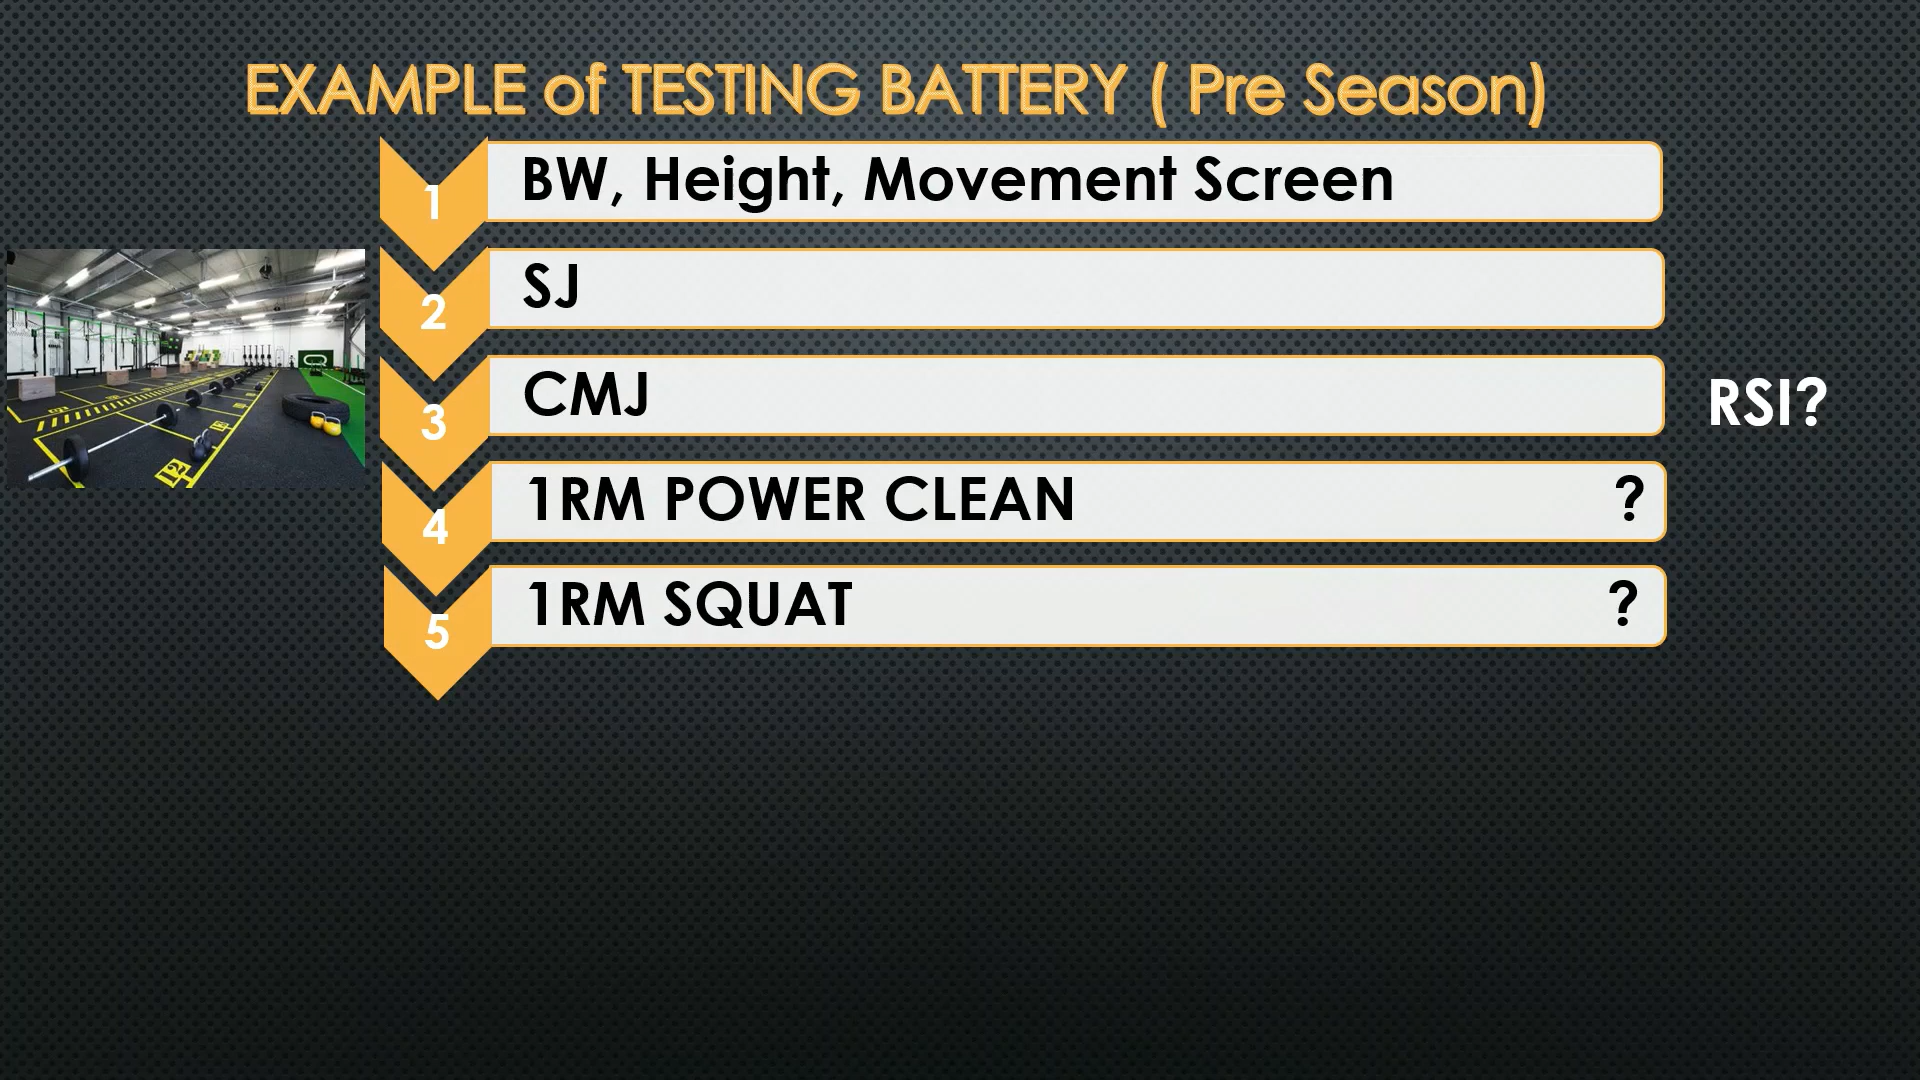 EXAMPLE of TESTING BATTERY ( Pre Season)
1 BW, Height, Movement Screen
2 SJ
3 CMJ
RSI?
4 1RM POWER CLEAN ?
5 1RM SQUAT ?
12